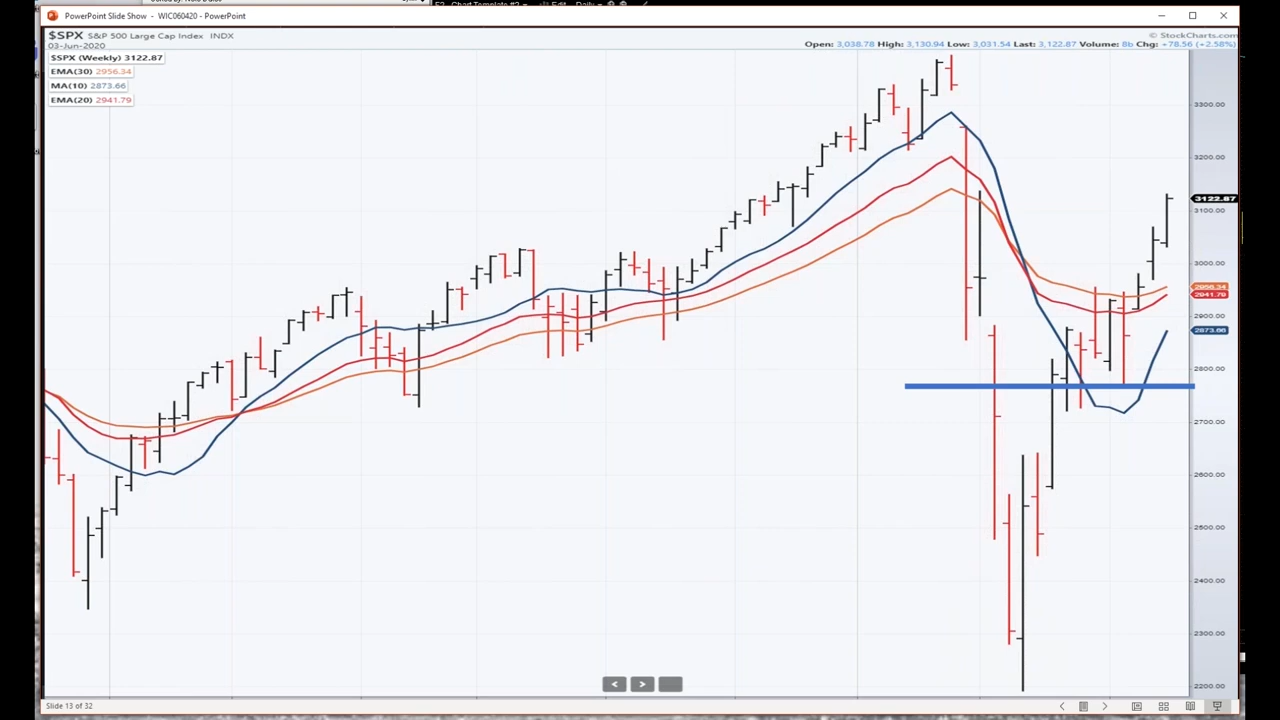 PowerPoint Slide Show - WIC060420 - PowerPoint
$SPX S&P 500 Large Cap Index INDX
© StockCharts.com
03-Jun-2020
Open: 3,038.78 High: 3,130.94 Low: 3,031.54 Last: 3,122.87 Volume: 8b Chg: +78.56 (+2.58%)
$SPX (Weekly) 3122.87
EMA(30) 2956.34
MA(10) 2873.66
EMA(20) 2941.79
3300.00
3200.00
3122.87
3100.00
3000.00
2956.34
2941.79
2900.00
2873.66
2800.00
2700.00
2600.00
2500.00
2400.00
2300.00
2200.00
Slide 13 of 32